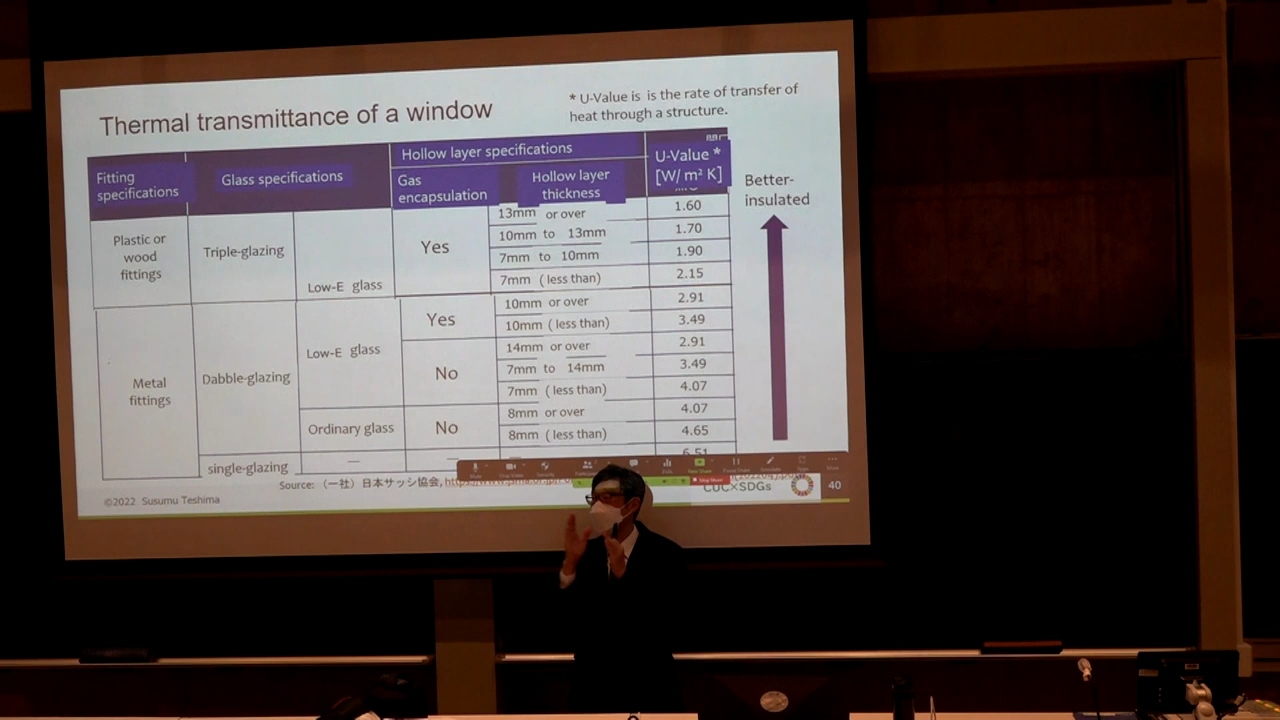 Thermal transmittance of a window
* U-Value is is the rate of transfer of
heat through a structure.
Fitting
specifications
Glass specifications
Hollow layer specifications
Gas
encapsulation
Hollow layer
thickness
U-Value *
[W/ m² K]
Better-
insulated
Plastic or
wood
fittings
Triple-glazing
Low-E glass
Yes
13mm or over
1.60
10mm to 13mm
1.70
7mm to 10mm
1.90
7mm ( less than)
2.15
Metal
fittings
Dabble-glazing
Low-E glass
Yes
10mm or over
2.91
10mm ( less than)
3.49
No
14mm or over
2.91
7mm to 14mm
3.49
7mm ( less than)
4.07
Ordinary glass
No
8mm or over
4.07
8mm ( less than)
4.65
single-glazing
—
—
—
6.51
Source: （一社）日本サッシ協会,
©2022 Susumu Teshima
CUC×SDGs
40